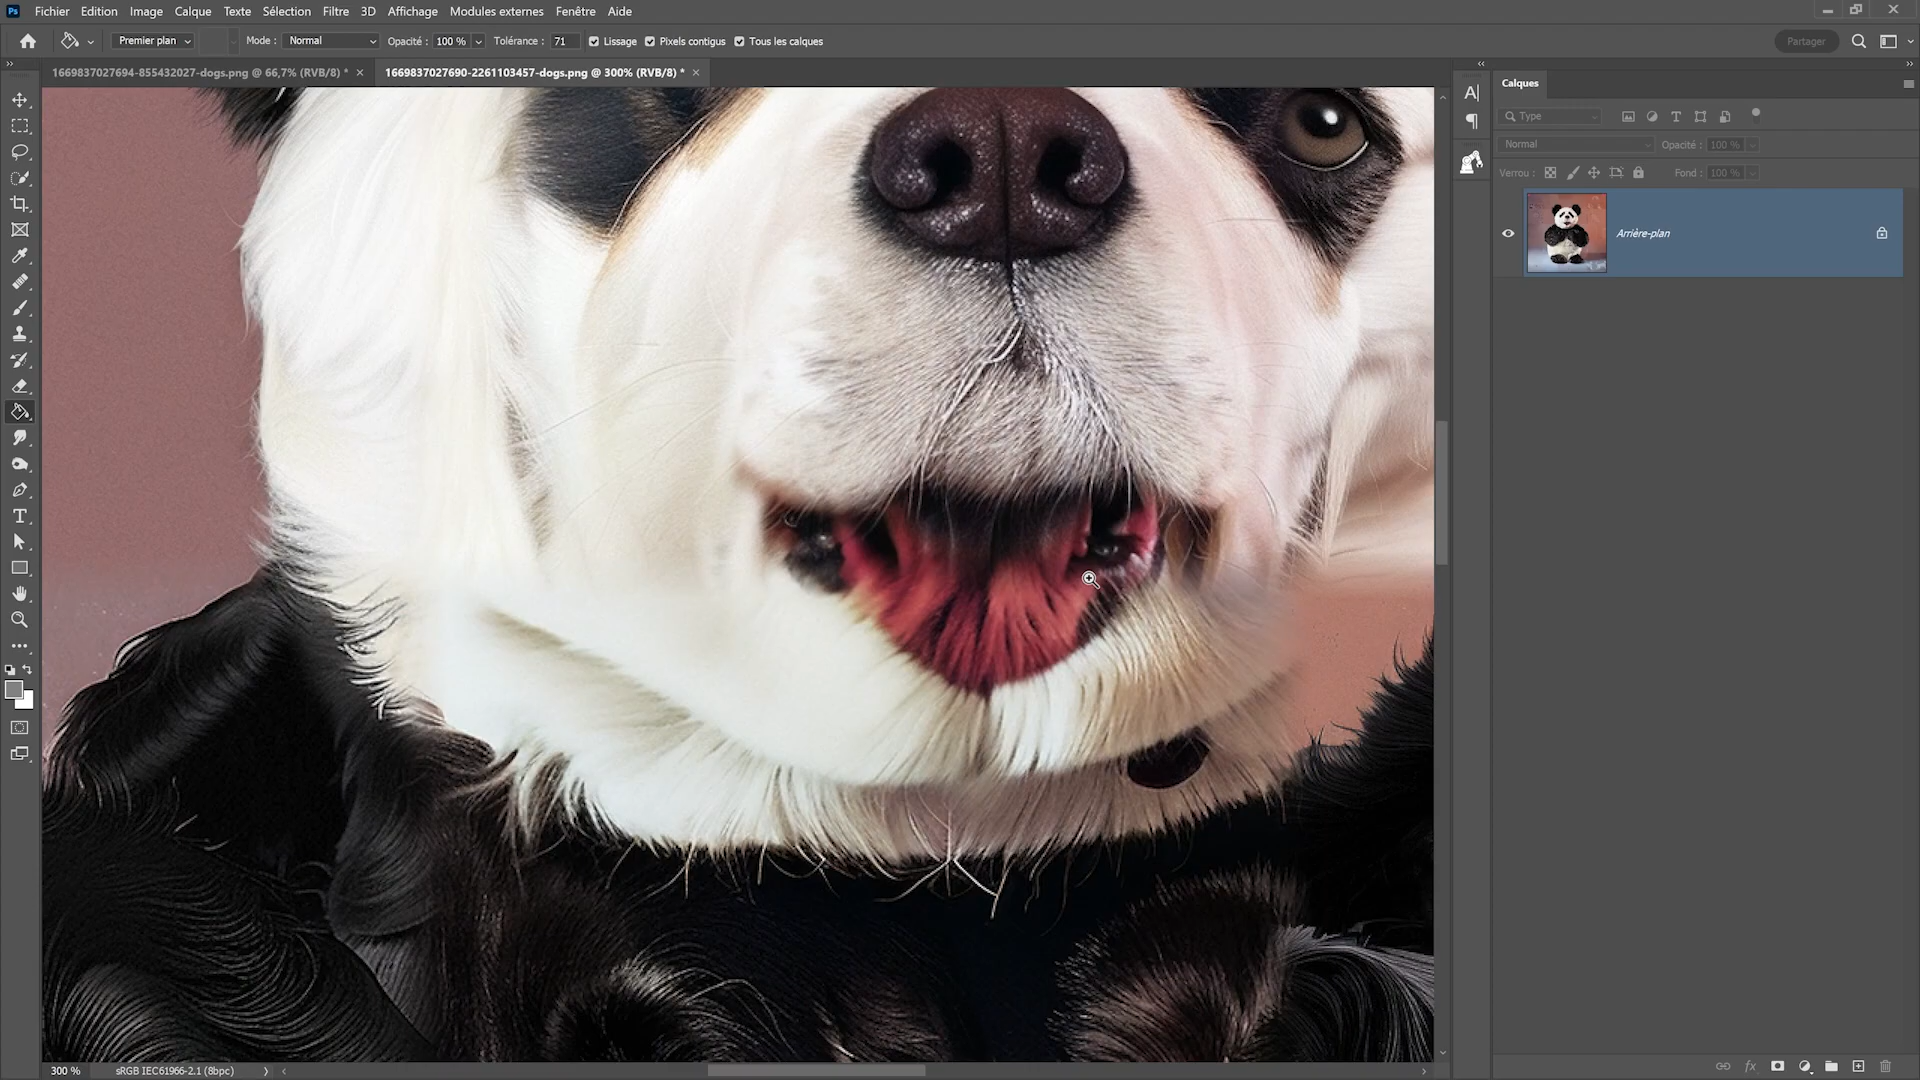 Ps Fichier Edition Image Calque Texte Sélection Filtre 3D Affichage Modules externes Fenêtre Aide
Premier plan Mode : Normal Opacité : 100 % Tolérance : 71 Lissage Pixels contigus Tous les calques Partager
1669837027694-855432027-dogs.png @ 66,7% (RVB/8) * 1669837027690-2261103457-dogs.png @ 300% (RVB/8) *
Calques
Type
Normal Opacité : 100 %
Verrou : Fond : 100 %
Arrière-plan
300 % sRGB IEC61966-2.1 (8bpc)